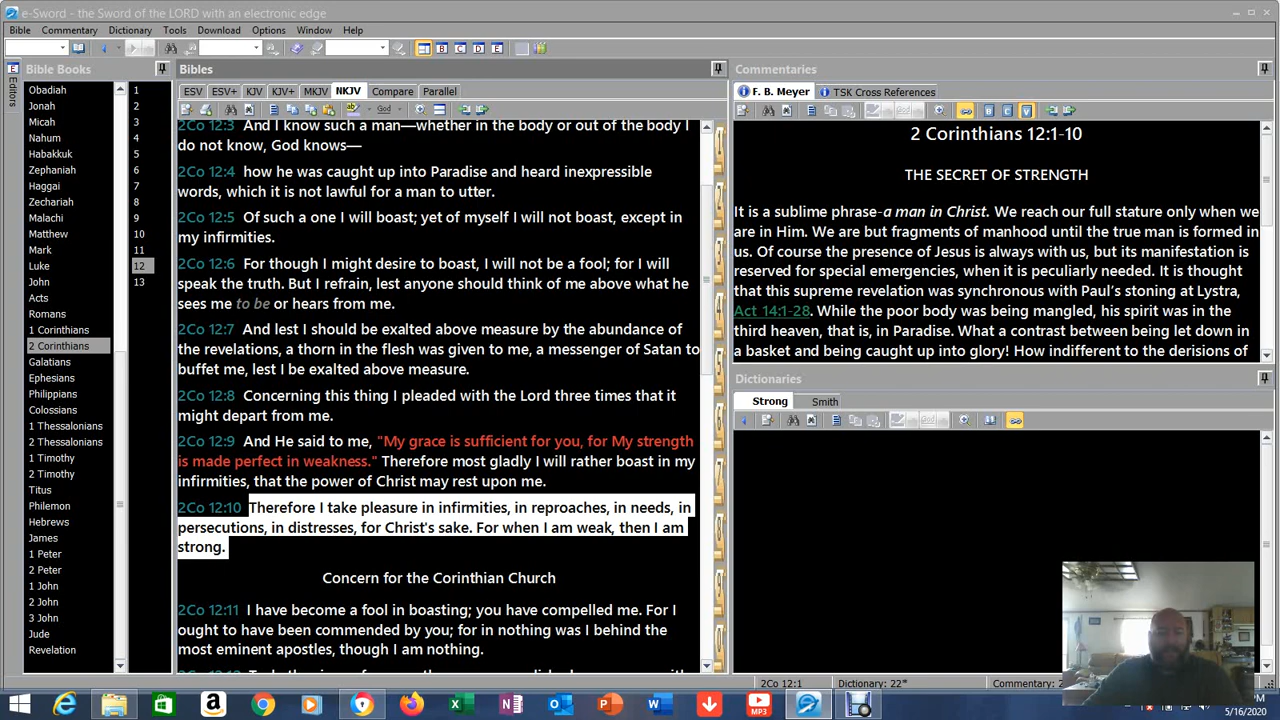 e-Sword - the Sword of the LORD with an electronic edge
Bible Commentary Dictionary Tools Download Options Window Help
B C D E
Editors
Bible Books
Obadiah
Jonah
Micah
Nahum
Habakkuk
Zephaniah
Haggai
Zechariah
Malachi
Matthew
Mark
Luke
John
Acts
Romans
1 Corinthians
2 Corinthians
Galatians
Ephesians
Philippians
Colossians
1 Thessalonians
2 Thessalonians
1 Timothy
2 Timothy
Titus
Philemon
Hebrews
James
1 Peter
2 Peter
1 John
2 John
3 John
Jude
Revelation
1
2
3
4
5
6
7
8
9
10
11
12
13
Bibles
ESV ESV+ KJV KJV+ MKJV NKJV Compare Parallel
God
2Co 12:3 And I know such a man—whether in the body or out of the body I
do not know, God knows—
2Co 12:4 how he was caught up into Paradise and heard inexpressible
words, which it is not lawful for a man to utter.
2Co 12:5 Of such a one I will boast; yet of myself I will not boast, except in
my infirmities.
2Co 12:6 For though I might desire to boast, I will not be a fool; for I will
speak the truth. But I refrain, lest anyone should think of me above what he
sees me to be or hears from me.
2Co 12:7 And lest I should be exalted above measure by the abundance of
the revelations, a thorn in the flesh was given to me, a messenger of Satan to
buffet me, lest I be exalted above measure.
2Co 12:8 Concerning this thing I pleaded with the Lord three times that it
might depart from me.
2Co 12:9 And He said to me, "My grace is sufficient for you, for My strength
is made perfect in weakness." Therefore most gladly I will rather boast in my
infirmities, that the power of Christ may rest upon me.
2Co 12:10 Therefore I take pleasure in infirmities, in reproaches, in needs, in
persecutions, in distresses, for Christ's sake. For when I am weak, then I am
strong.
Concern for the Corinthian Church
2Co 12:11 I have become a fool in boasting; you have compelled me. For I
ought to have been commended by you; for in nothing was I behind the
most eminent apostles, though I am nothing.
Commentaries
F. B. Meyer TSK Cross References
God B C V
2 Corinthians 12:1-10
THE SECRET OF STRENGTH
It is a sublime phrase-a man in Christ. We reach our full stature only when we
are in Him. We are but fragments of manhood until the true man is formed in
us. Of course the presence of Jesus is always with us, but its manifestation is
reserved for special emergencies, when it is peculiarly needed. It is thought
that this supreme revelation was synchronous with Paul's stoning at Lystra,
Act 14:1-28. While the poor body was being mangled, his spirit was in the
third heaven, that is, in Paradise. What a contrast between being let down in
a basket and being caught up into glory! How indifferent to the derisions of
Dictionaries
Strong Smith
God
2Co 12:1 Dictionary: 22* Commentary: 2
MP3
5/16/2020